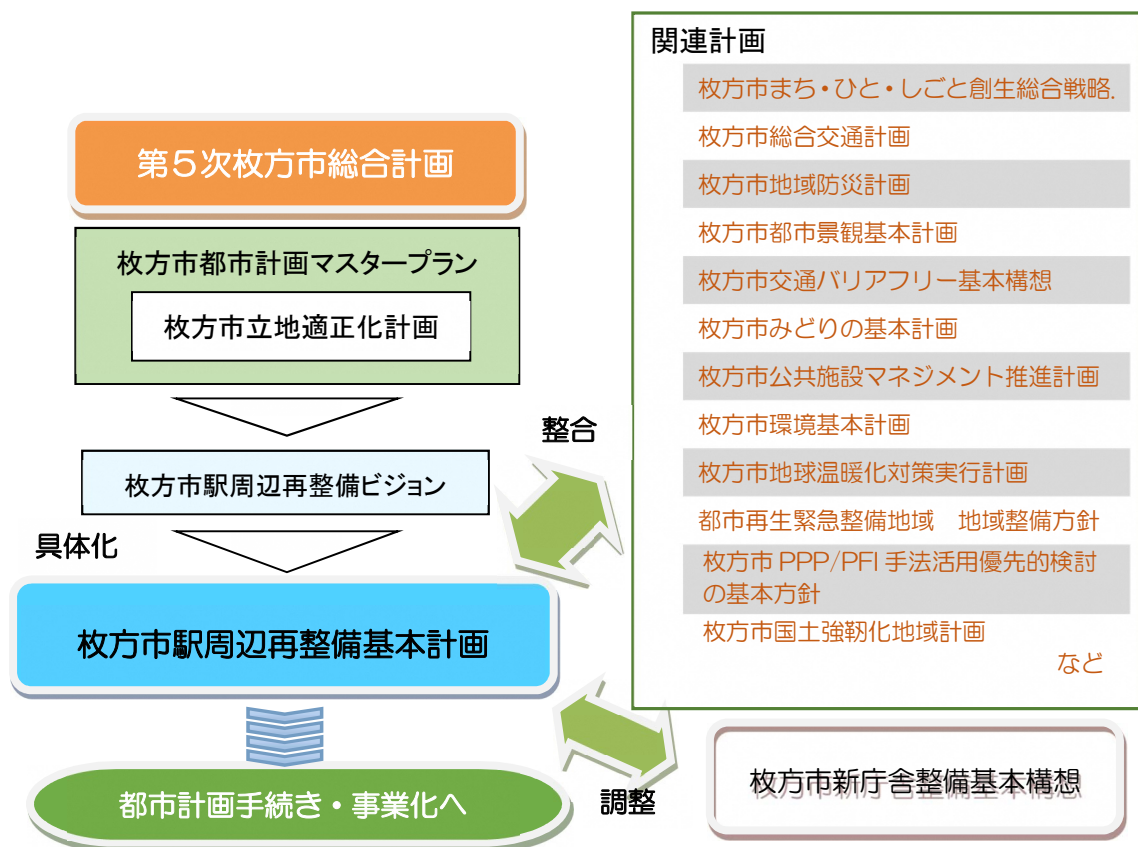 第５次枚方市総合計画
枚方市都市計画マスタープラン
枚方市立地適正化計画
枚方市駅周辺再整備ビジョン
具体化
枚方市駅周辺再整備基本計画
都市計画手続き・事業化へ
整合
調整
関連計画
枚方市まち・ひと・しごと創生総合戦略.
枚方市総合交通計画
枚方市地域防災計画
枚方市都市景観基本計画
枚方市交通バリアフリー基本構想
枚方市みどりの基本計画
枚方市公共施設マネジメント推進計画
枚方市環境基本計画
枚方市地球温暖化対策実行計画
都市再生緊急整備地域　地域整備方針
枚方市 PPP/PFI 手法活用優先的検討
の基本方針
枚方市国土強靭化地域計画
など
枚方市新庁舎整備基本構想